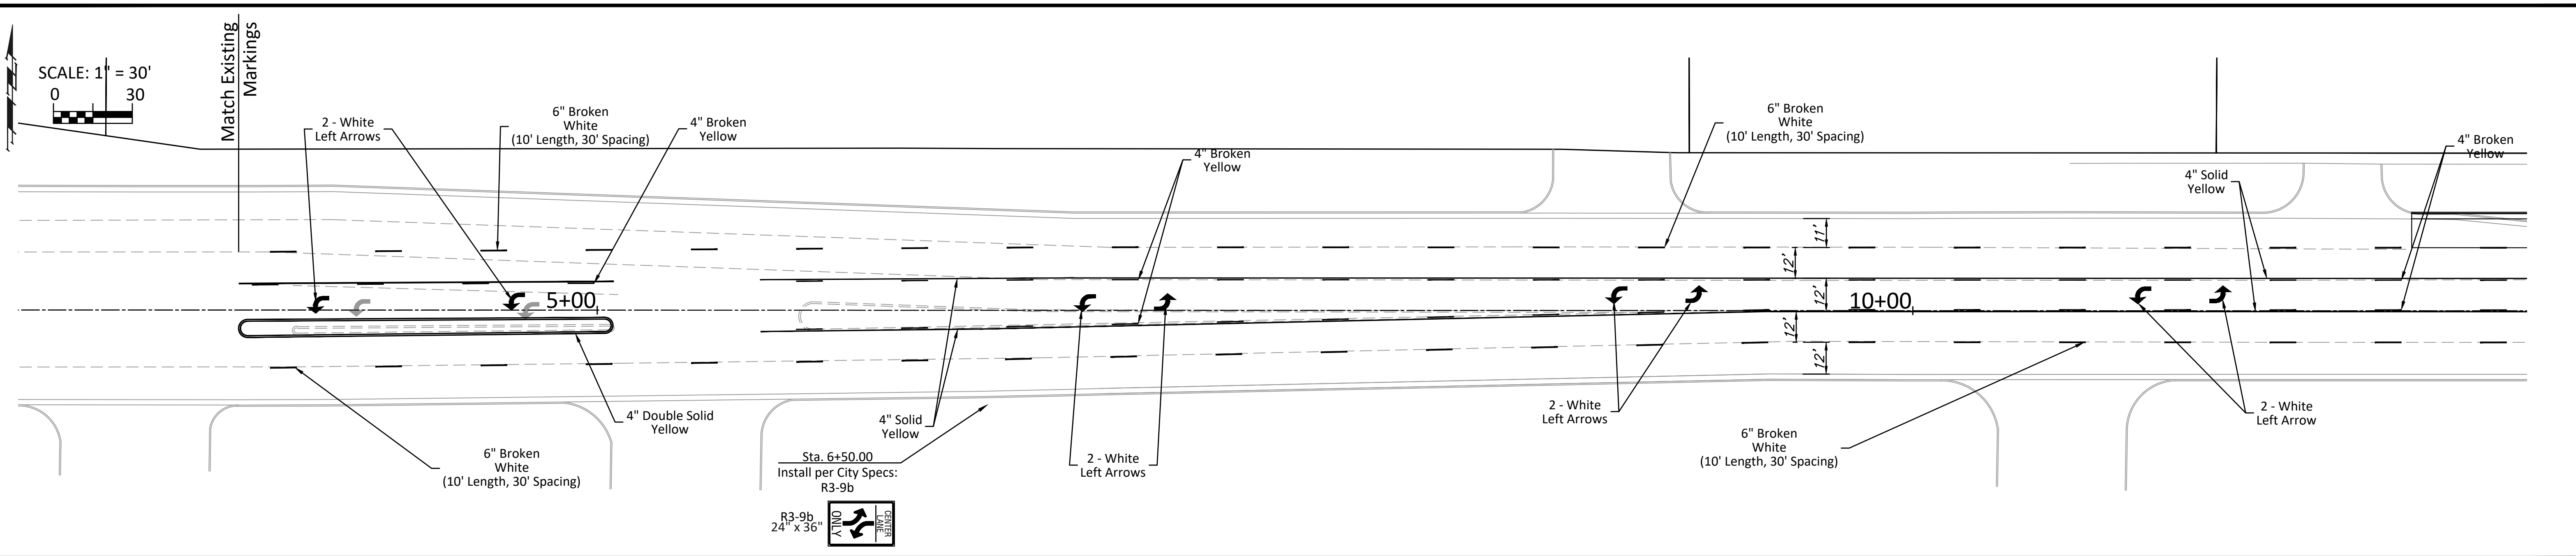 SCALE: 1" = 30'
0 30
Match Existing
Markings
2 - White
Left Arrows
6" Broken
White
(10' Length, 30' Spacing)
4" Broken
Yellow
4" Broken
Yellow
6" Broken
White
(10' Length, 30' Spacing)
4" Broken
Yellow
4" Solid
Yellow
11'
12'
12'
12'
12'
5+00
10+00
4" Double Solid
Yellow
6" Broken
White
(10' Length, 30' Spacing)
4" Solid
Yellow
Sta. 6+50.00
Install per City Specs:
R3-9b
R3-9b
24" x 36"
CENTER
LANE
ONLY
2 - White
Left Arrows
2 - White
Left Arrows
6" Broken
White
(10' Length, 30' Spacing)
2 - White
Left Arrow